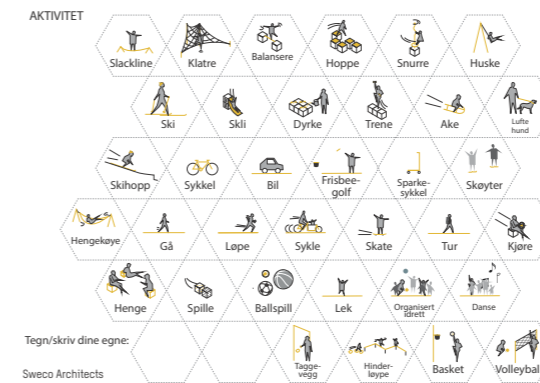 AKTIVITET
Slackline Klatre Balansere Hoppe Snurre Huske
Ski Skli Dyrke Trene Ake Lufte
hund
Skihopp Sykkel Bil Frisbee-
golf Sparke-
sykkel Skøyter
Hengekøye Gå Løpe Sykle Skate Tur Kjøre
Henge Spille Ballspill Lek Organisert
idrett Danse
Tegn/skriv dine egne:
Tagge-
vegg Hinder-
løype Basket Volleybal
Sweco Architects